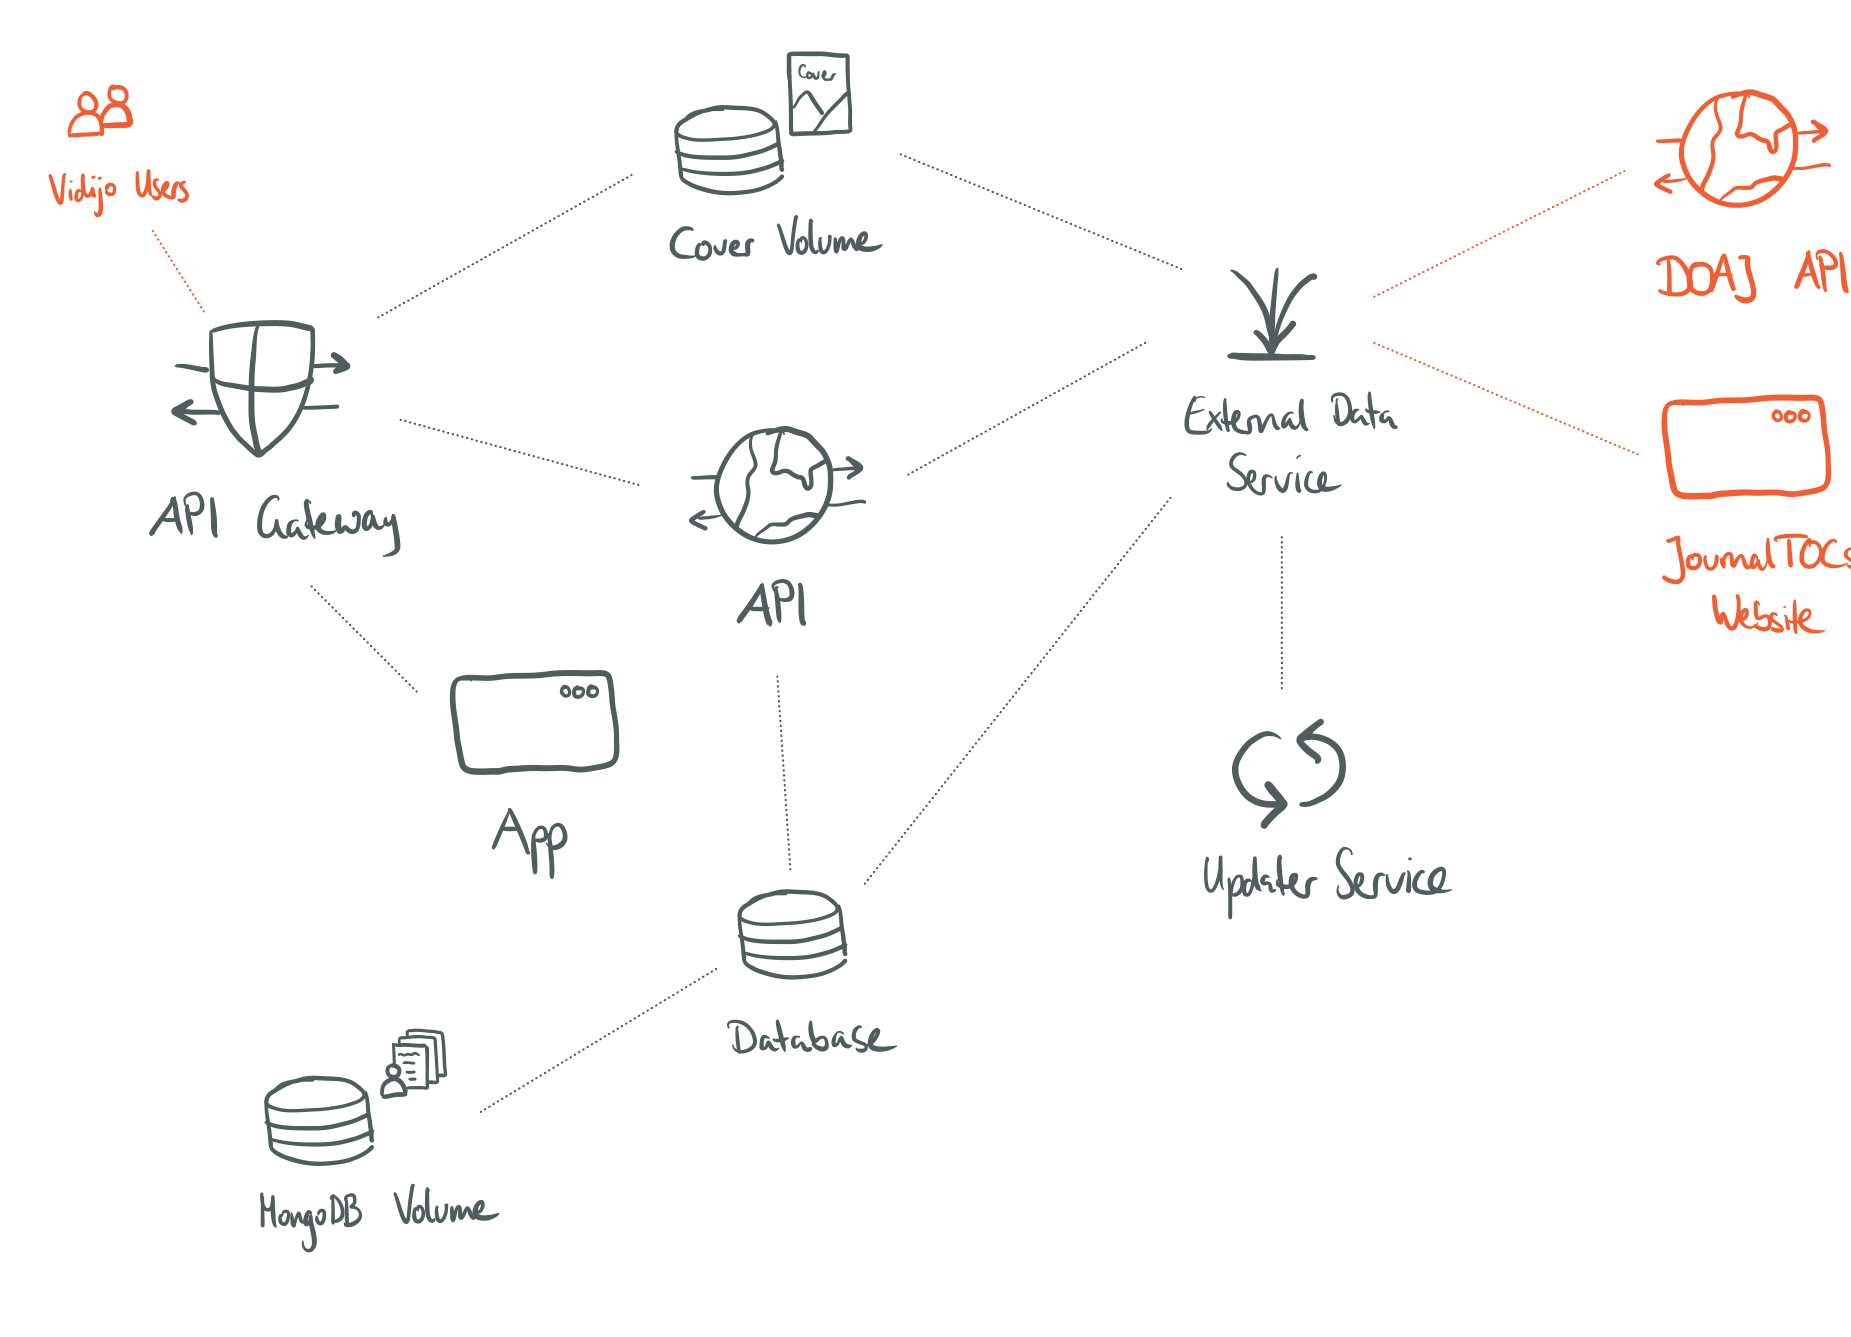 Cover
Vidijo Users
Cover Volume
DOAJ API
External Data
Service
API Gateway
API
JournalTOCs
Website
App
Updater Service
Database
MongoDB Volume